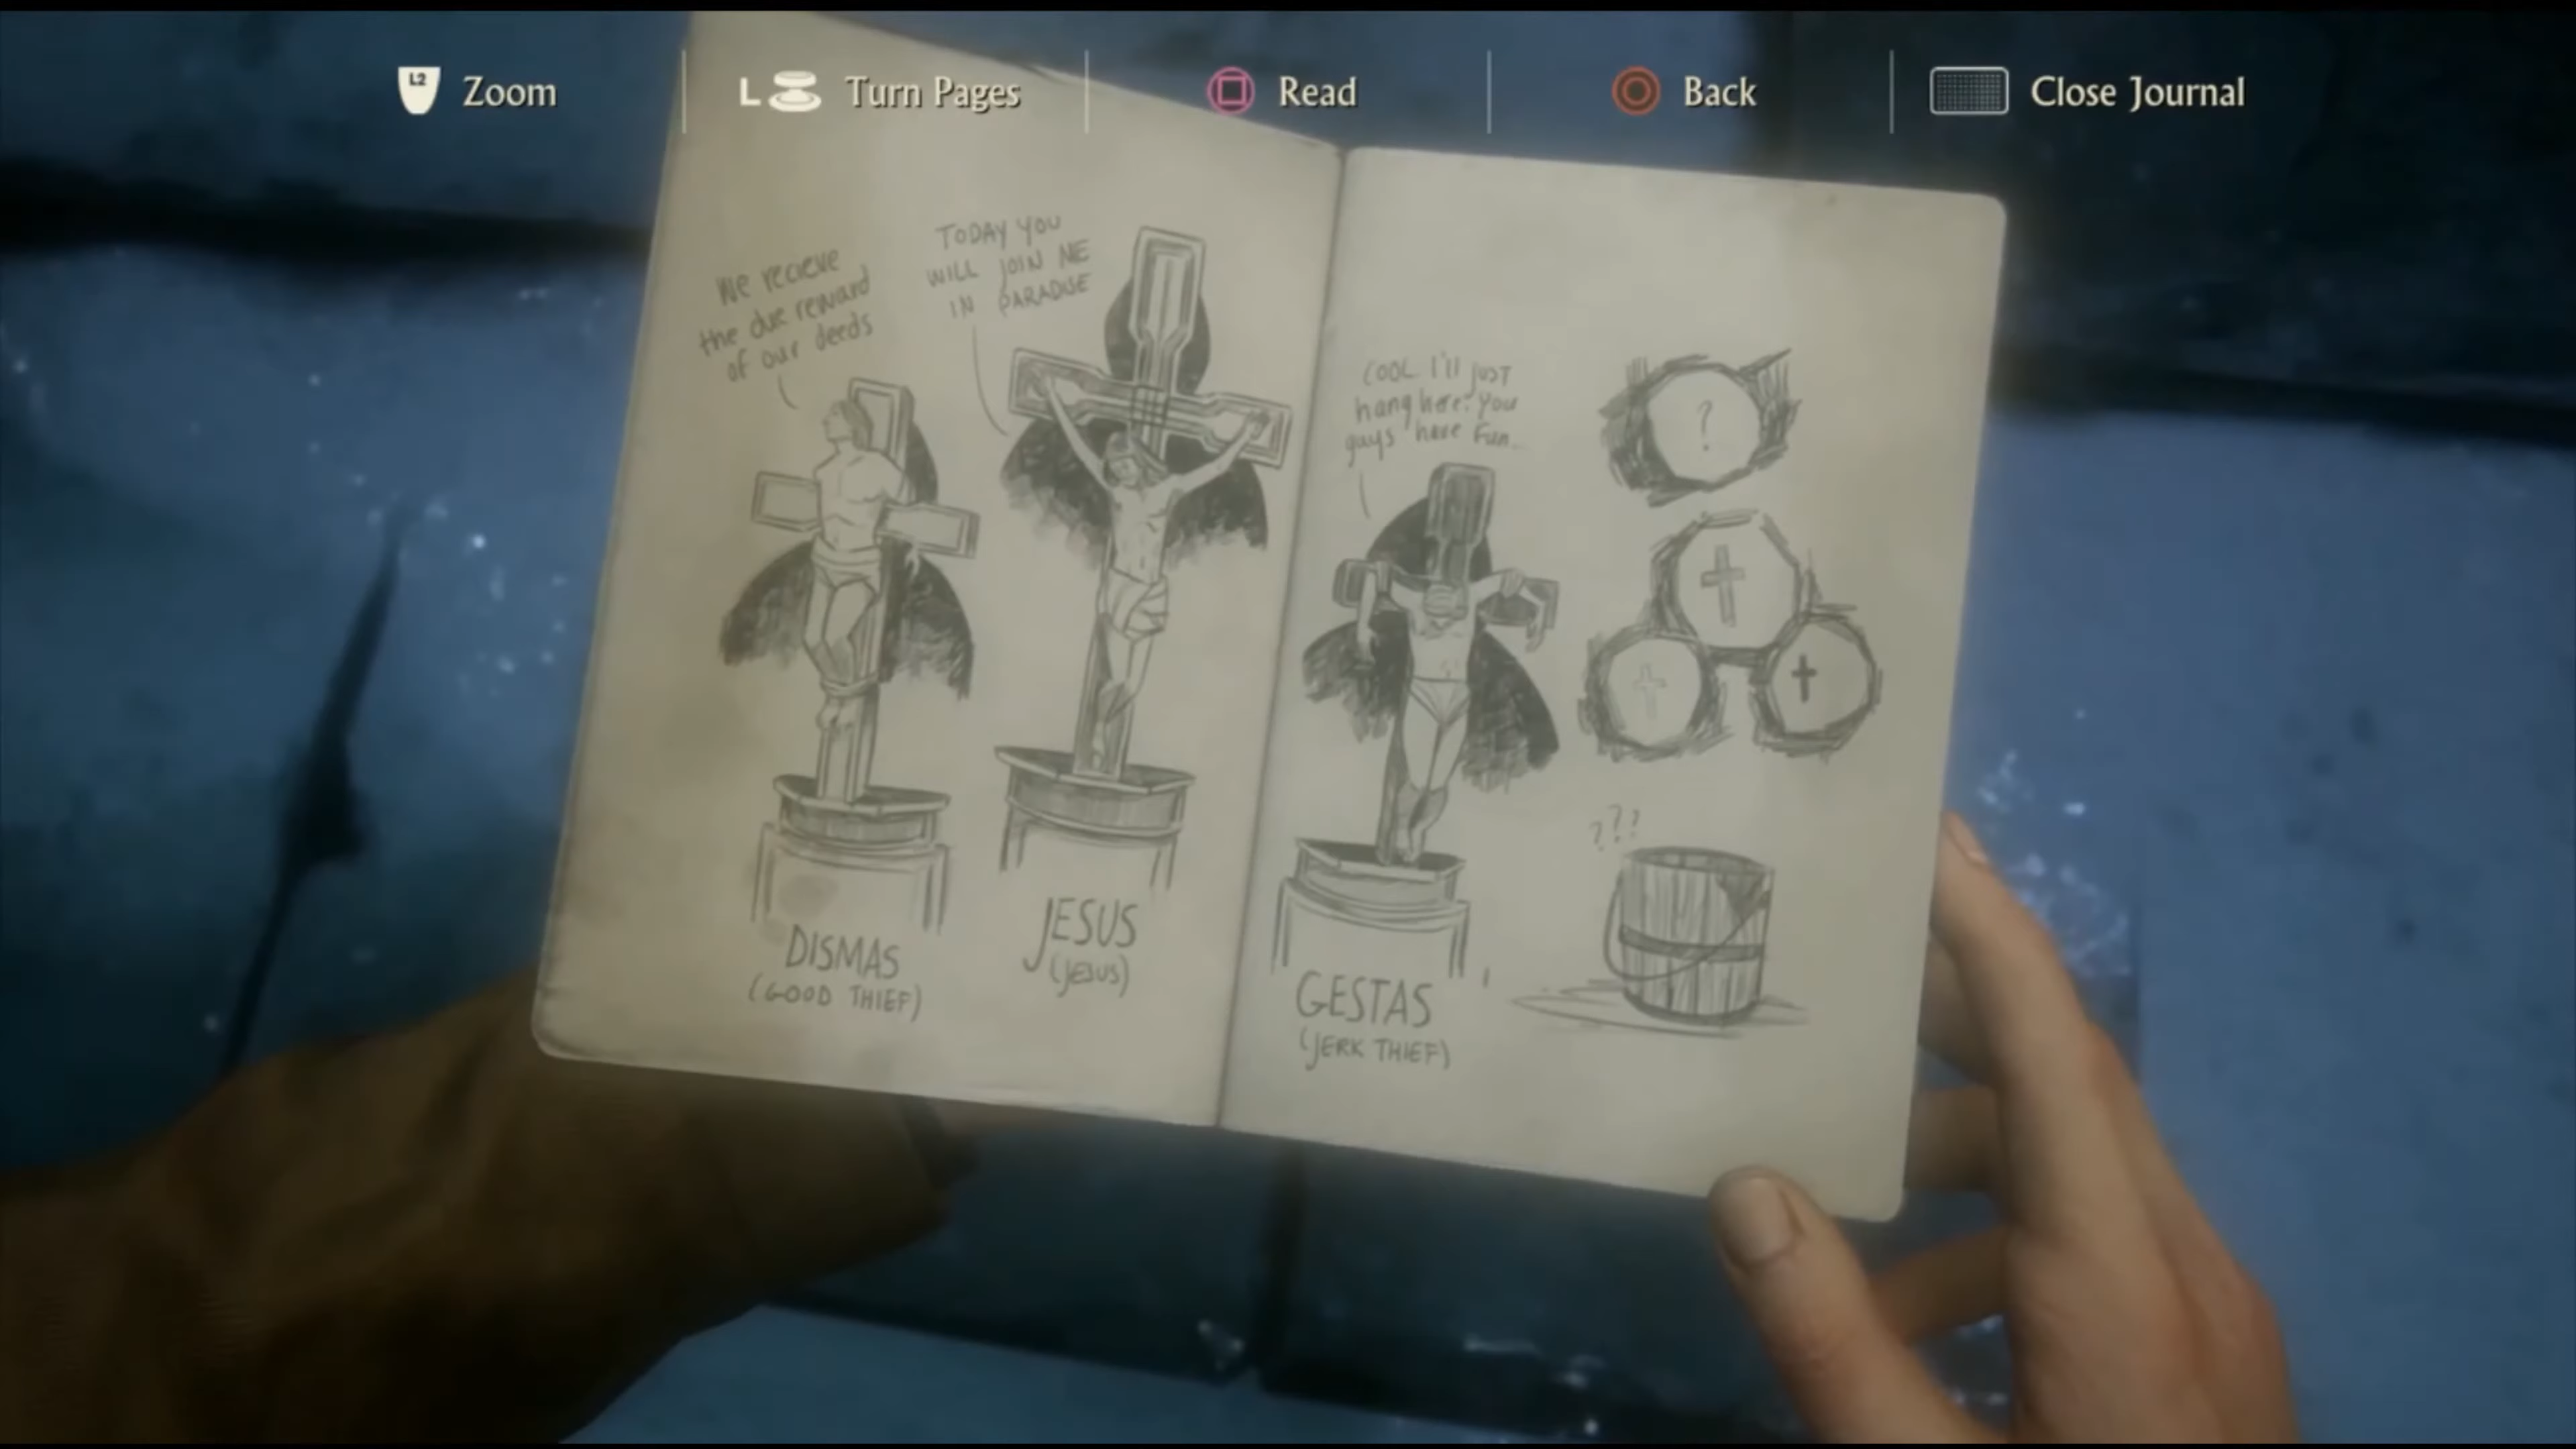 L2 Zoom
L Turn Pages
Read
Back
Close Journal
We recieve
the due reward
of our deeds
TODAY YOU
WILL JOIN ME
IN PARADISE
COOL. I'll JUST
hang here. You
guys have Fun...
?
???
DISMAS
(GOOD THIEF)
JESUS
(JESUS)
GESTAS
(JERK THIEF)